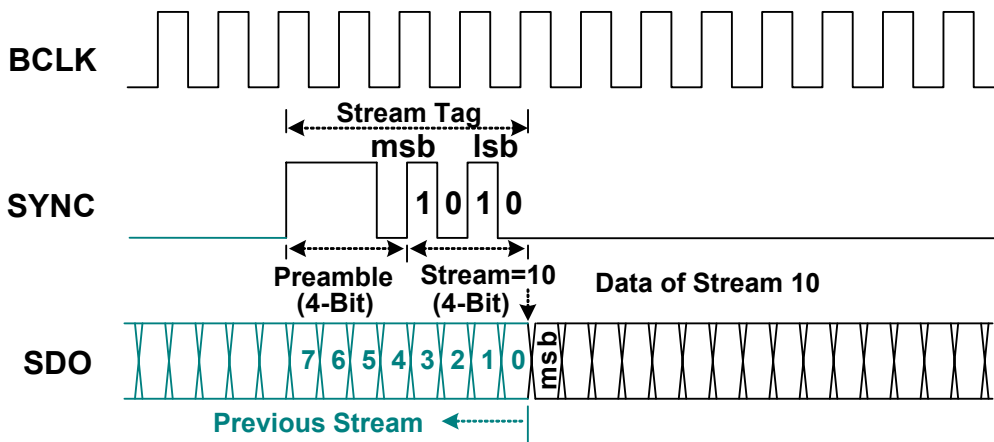 BCLK
Stream Tag
msb lsb
SYNC
1 0 1 0
Preamble
(4-Bit)
Stream=10
(4-Bit)
Data of Stream 10
SDO
7 6 5 4 3 2 1 0
msb
Previous Stream